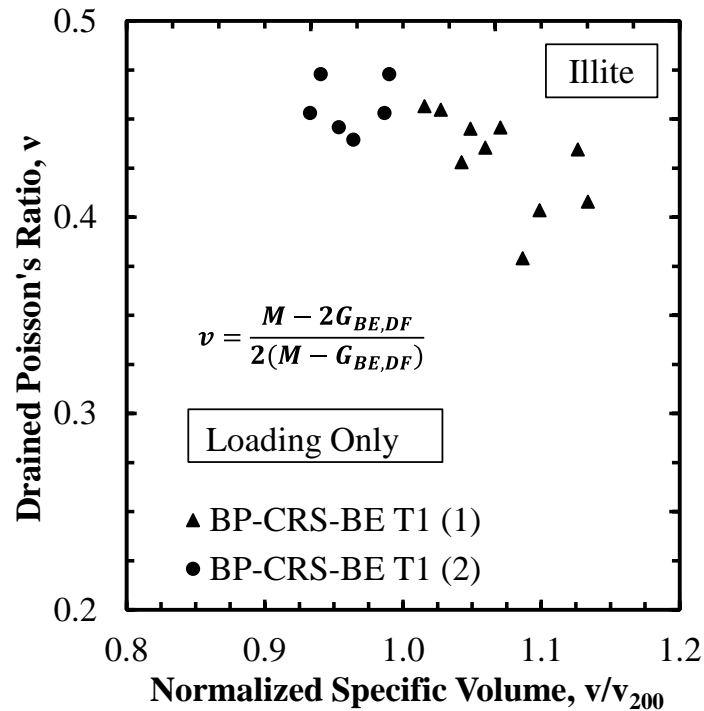 0.5
0.4
0.3
0.2
0.8
0.9
1.0
1.1
1.2
Drained Poisson's Ratio, ν
Illite
𝝂 = (M − 2G_BE,DF) / (2(M − G_BE,DF))
Loading Only
BP-CRS-BE T1 (1)
BP-CRS-BE T1 (2)
Normalized Specific Volume, v/v₂₀₀